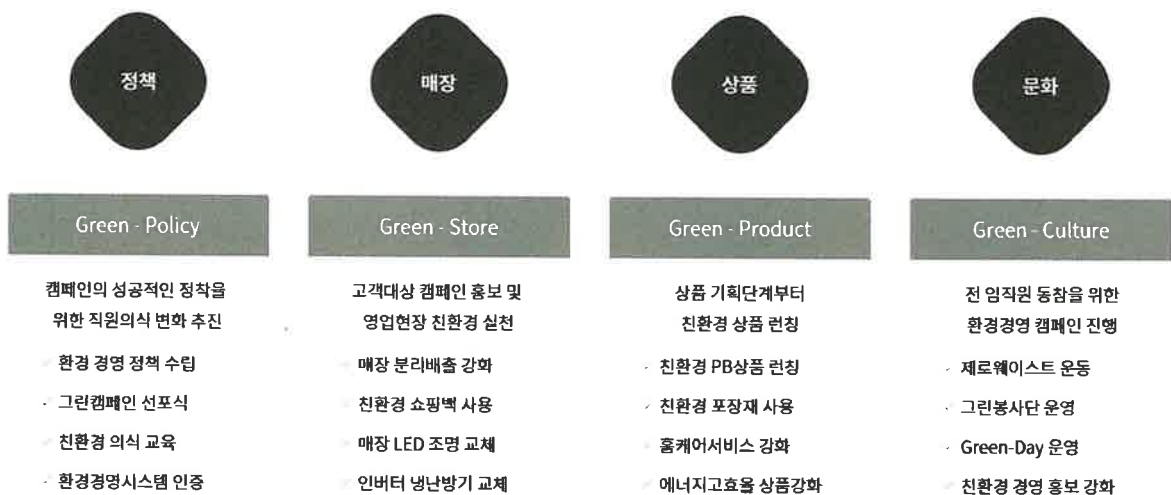 정책
Green - Policy
캠페인의 성공적인 정착을
위한 직원의식 변화 추진
환경 경영 정책 수립
그린캠페인 선포식
친환경 의식 교육
환경경영시스템 인증
매장
Green - Store
고객대상 캠페인 홍보 및
영업현장 친환경 실천
매장 분리배출 강화
친환경 쇼핑백 사용
매장 LED 조명 교체
인버터 냉난방기 교체
상품
Green - Product
상품 기획단계부터
친환경 상품 런칭
친환경 PB상품 런칭
친환경 포장재 사용
홈케어서비스 강화
에너지고효율 상품강화
문화
Green - Culture
전 임직원 동참을 위한
환경경영 캠페인 진행
제로웨이스트 운동
그린봉사단 운영
Green-Day 운영
친환경 경영 홍보 강화